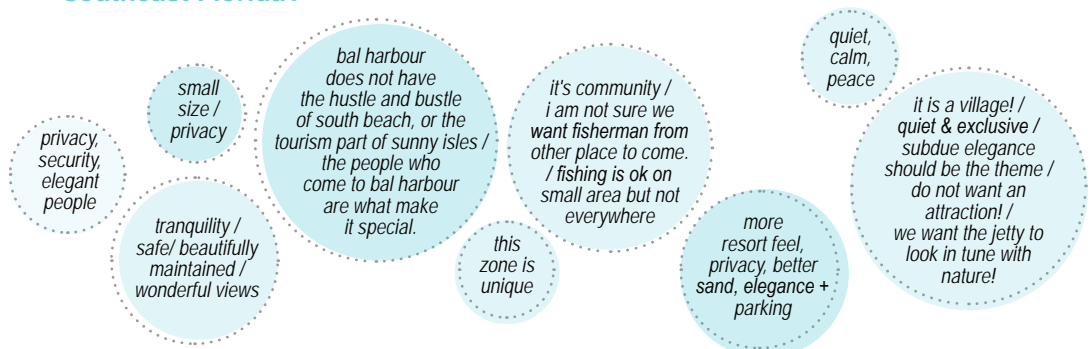 privacy,
security,
elegant
people
small
size /
privacy
tranquility /
safe/ beautifully
maintained /
wonderful views
bal harbour
does not have
the hustle and bustle
of south beach, or the
tourism part of sunny isles /
the people who
come to bal harbour
are what make
it special.
this
zone is
unique
it's community /
i am not sure we
want fisherman from
other place to come.
/ fishing is ok on
small area but not
everywhere
more
resort feel,
privacy, better
sand, elegance +
parking
quiet,
calm,
peace
it is a village! /
quiet & exclusive /
subdue elegance
should be the theme /
do not want an
attraction! /
we want the jetty to
look in tune with
nature!